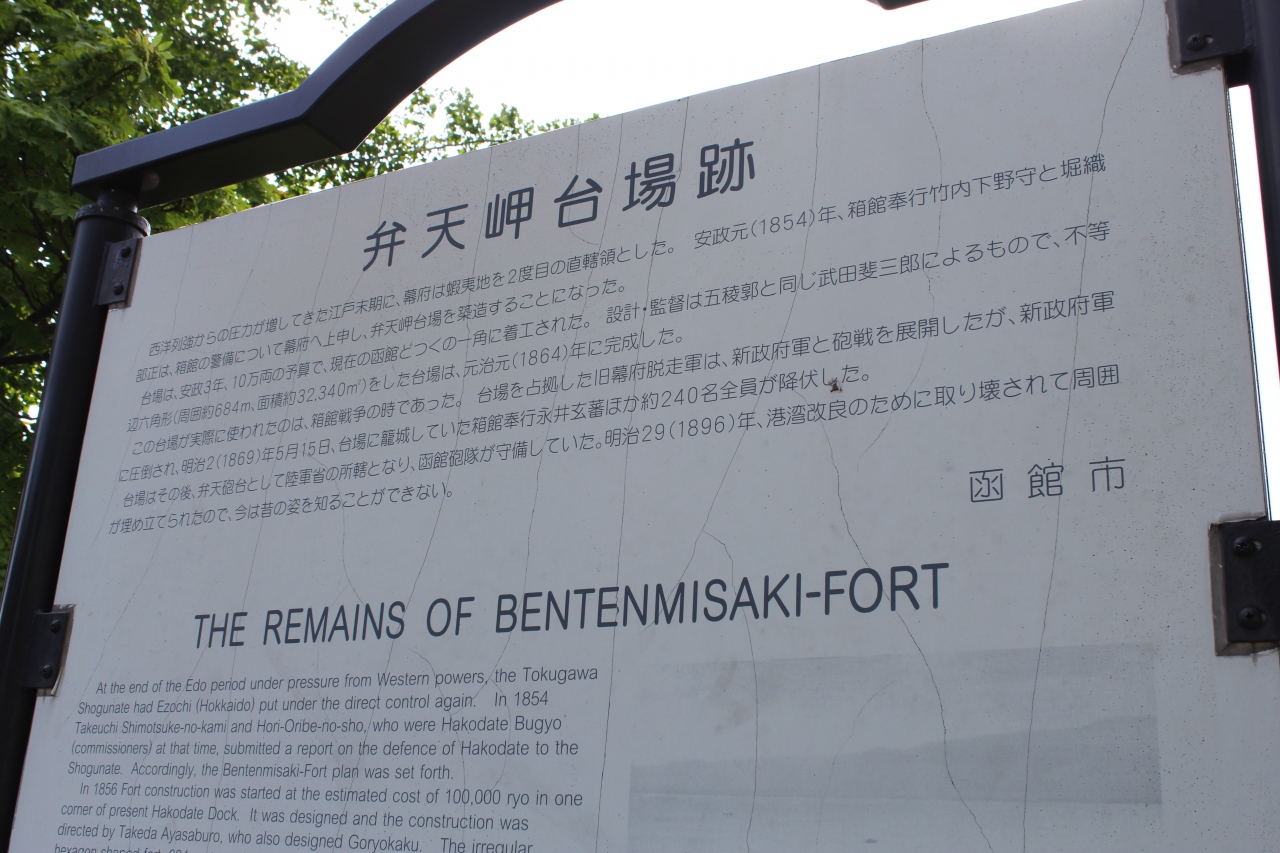 弁天岬台場跡
西洋列強からの圧力が増してきた江戸末期に、幕府は蝦夷地を2度目の直轄領とした。 安政元(1854)年、箱館奉行竹内下野守と堀織
部正は、箱館の警備について幕府へ上申し、弁天岬台場を築造することになった。
台場は、安政3年、10万両の予算で、現在の函館どつくの一角に着工された。 設計・監督は五稜郭と同じ武田斐三郎によるもので、不等
辺六角形(周囲約684m、面積約32,340㎡)をした台場は、元治元(1864)年に完成した。
この台場が実際に使われたのは、箱館戦争の時であった。 台場を占拠した旧幕府脱走軍は、新政府軍と砲戦を展開したが、新政府軍
に圧倒され、明治2(1869)年5月15日、台場に籠城していた箱館奉行永井玄蕃ほか約240名全員が降伏した。
台場はその後、弁天砲台として陸軍省の所轄となり、函館砲隊が守備していた。明治29(1896)年、港湾改良のために取り壊されて周囲
が埋め立てられたので、今は昔の姿を知ることができない。
函館市
THE REMAINS OF BENTENMISAKI-FORT
At the end of the Edo period under pressure from Western powers, the Tokugawa
Shogunate had Ezochi (Hokkaido) put under the direct control again. In 1854
Takeuchi Shimotsuke-no-kami and Hori-Oribe-no-sho, who were Hakodate Bugyo
(commissioners) at that time, submitted a report on the defence of Hakodate to the
Shogunate. Accordingly, the Bentenmisaki-Fort plan was set forth.
In 1856 Fort construction was started at the estimated cost of 100,000 ryo in one
corner of present Hakodate Dock. It was designed and the construction was
directed by Takeda Ayasaburo, who also designed Goryokaku. The irregular
hexagon shaped fort